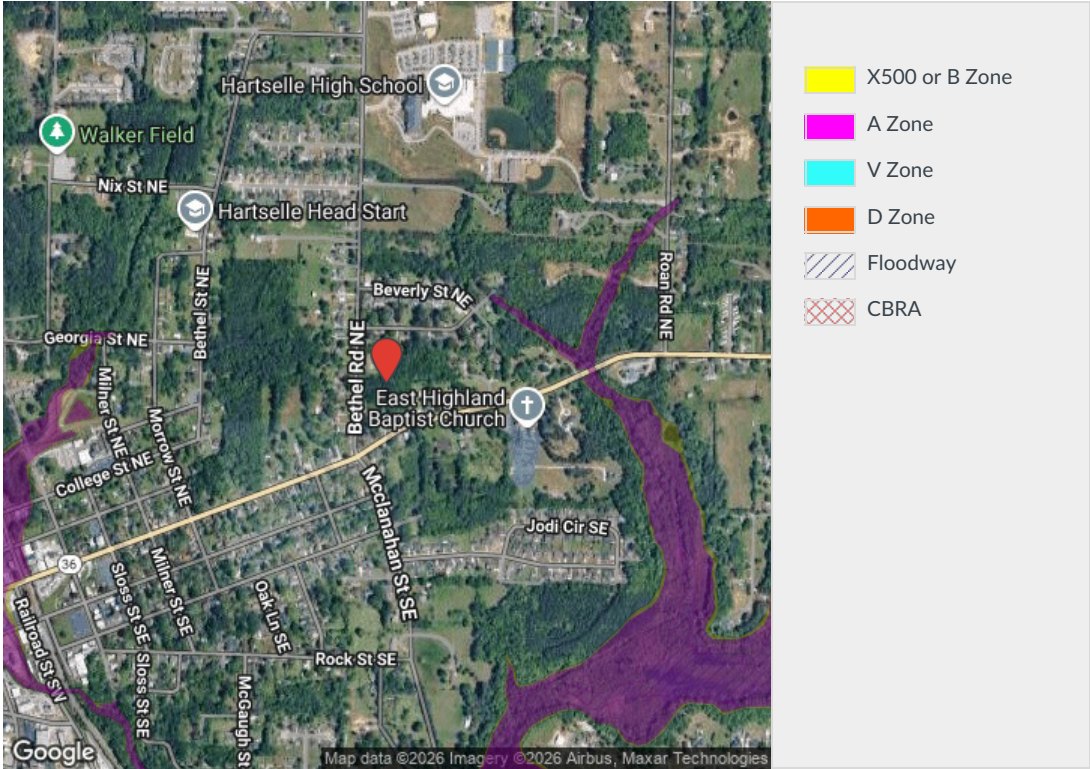 Hartselle High School
Walker Field
Nix St NE
Hartselle Head Start
Roan Rd NE
Bethel St NE
Beverly St NE
Georgia St NE
Bethel Rd NE
Milner St NE
East Highland
Baptist Church
Morrow St NE
College St NE
Mcclanahan St SE
Jodi Cir SE
36
Milner St SE
Sloss St SE
Oak Ln SE
Railroad St SW
Rock St SE
Sloss St SE
McGaugh St
Google
Map data ©2026 Imagery ©2026 Airbus, Maxar Technologies
X500 or B Zone
A Zone
V Zone
D Zone
Floodway
CBRA